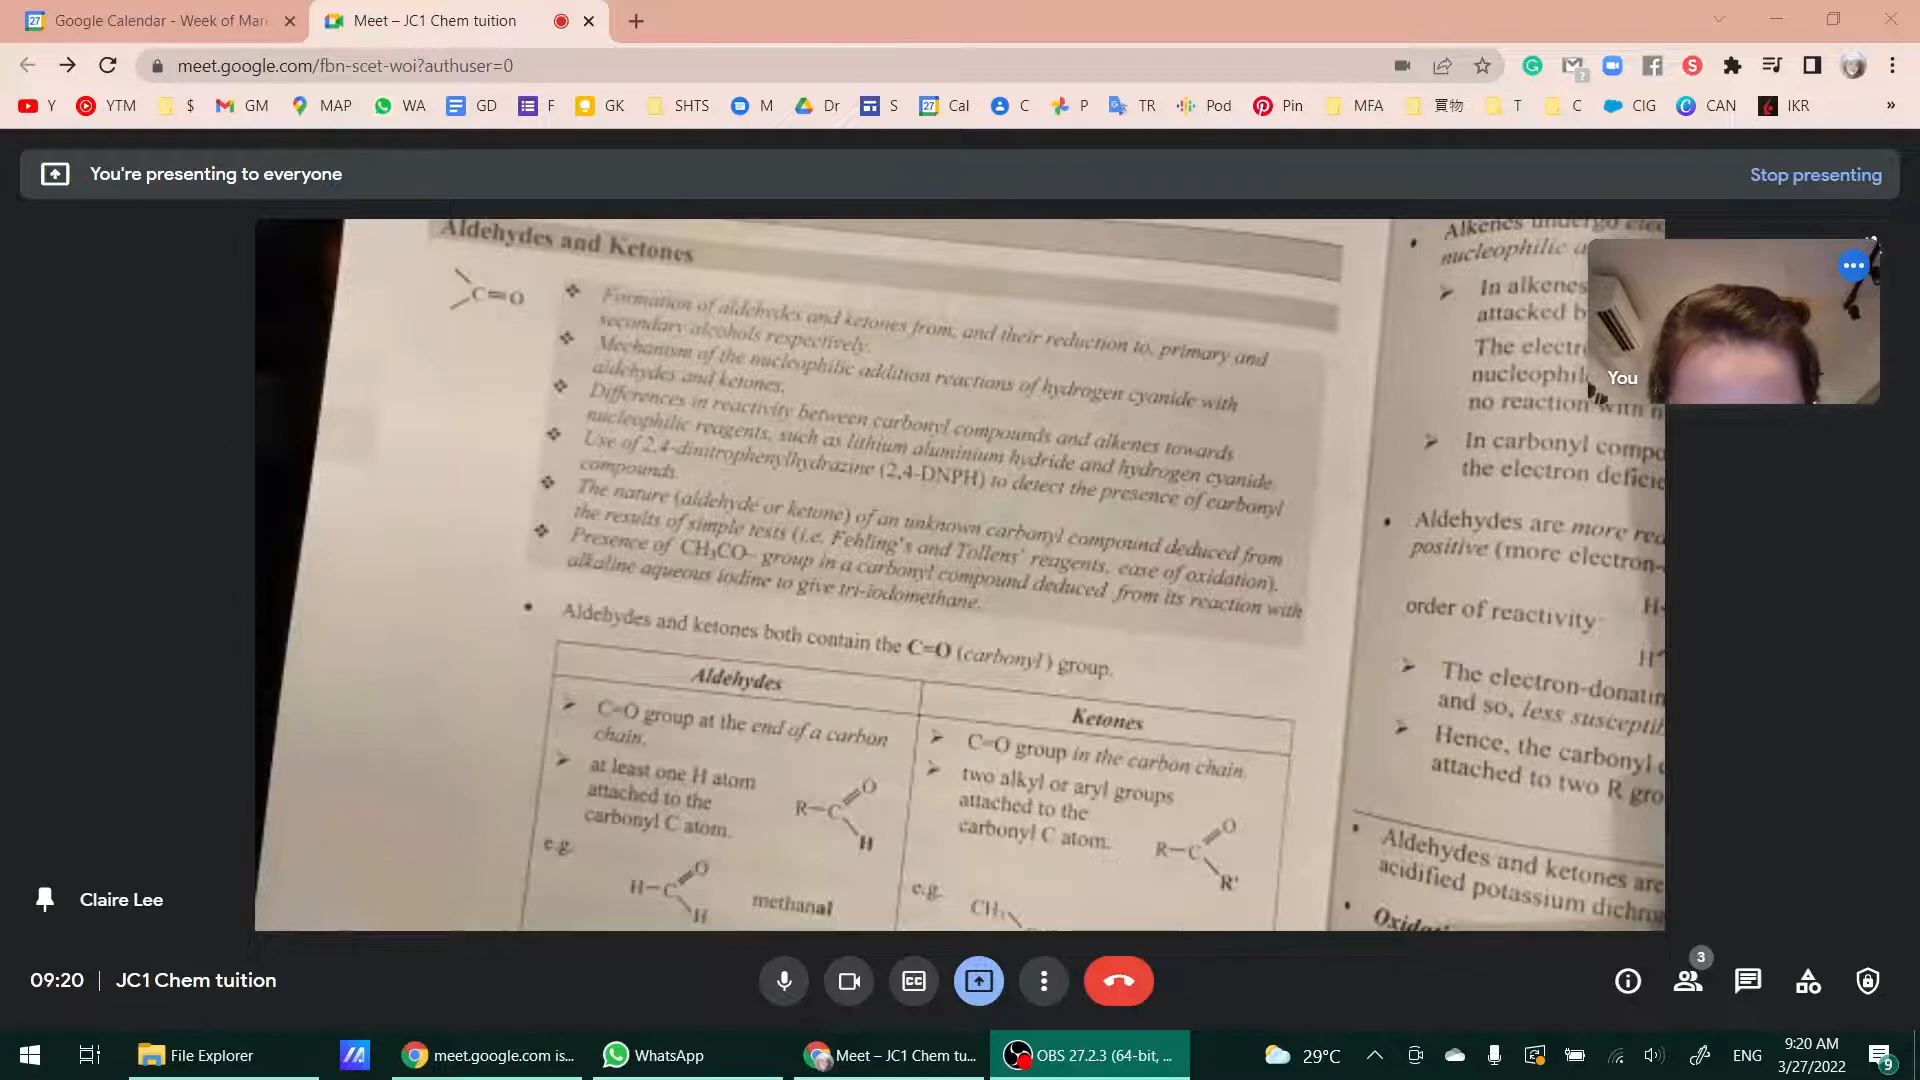 Google Calendar - Week of Mar
Meet – JC1 Chem tuition
meet.google.com/fbn-scet-woi?authuser=0
Y YTM $ GM MAP WA GD F GK SHTS M Dr S Cal C P TR Pod Pin MFA 買物 T C CIG CAN IKR »
You're presenting to everyone
Stop presenting
Aldehydes and Ketones
C=O
Formation of aldehydes and ketones from, and their reduction to, primary and
secondary alcohols respectively.
Mechanism of the nucleophilic addition reactions of hydrogen cyanide with
aldehydes and ketones.
Differences in reactivity between carbonyl compounds and alkenes towards
nucleophilic reagents, such as lithium aluminium hydride and hydrogen cyanide.
Use of 2,4-dinitrophenylhydrazine (2,4-DNPH) to detect the presence of carbonyl
compounds.
The nature (aldehyde or ketone) of an unknown carbonyl compound deduced from
the results of simple tests (i.e. Fehling's and Tollens' reagents, ease of oxidation).
Presence of CH₃CO– group in a carbonyl compound deduced from its reaction with
alkaline aqueous iodine to give tri-iodomethane.
Aldehydes and ketones both contain the C=O (carbonyl) group.
Aldehydes
C=O group at the end of a carbon
chain.
at least one H atom
attached to the
carbonyl C atom.
R–C
O
H
e.g.
H–C
O
H
methanal
Ketones
C=O group in the carbon chain.
two alkyl or aryl groups
attached to the
carbonyl C atom.
R–C
O
R'
e.g.
CH₃
Alkenes undergo
nucleophilic a
In alkenes
attacked b
The electr
nucleophil
no reaction with n
In carbonyl compo
the electron deficie
Aldehydes are more rea
positive (more electron-
H-
order of reactivity
H
The electron-donatin
and so, less suscepti
Hence, the carbonyl
attached to two R gro
Aldehydes and ketones are
acidified potassium dichro
Oxidat
You
Claire Lee
09:20 | JC1 Chem tuition
CC
3
File Explorer
meet.google.com is...
WhatsApp
Meet – JC1 Chem tu...
OBS 27.2.3 (64-bit, ...
29°C
ENG
9:20 AM
3/27/2022
9